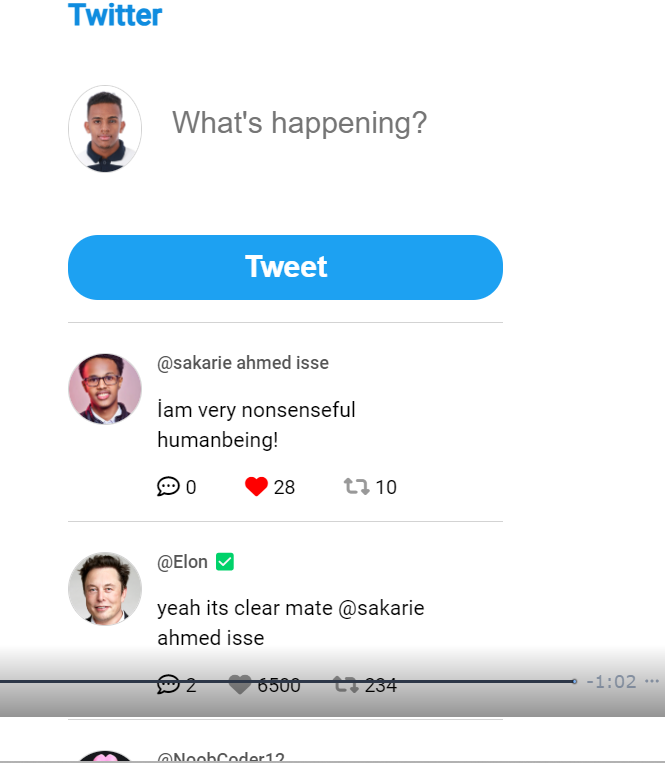 Twitter
What's happening?
Tweet
@sakarie ahmed isse
İam very nonsenseful
humanbeing!
0 28 10
@Elon
yeah its clear mate @sakarie
ahmed isse
2 6500 234
-1:02
@NoobCoder12